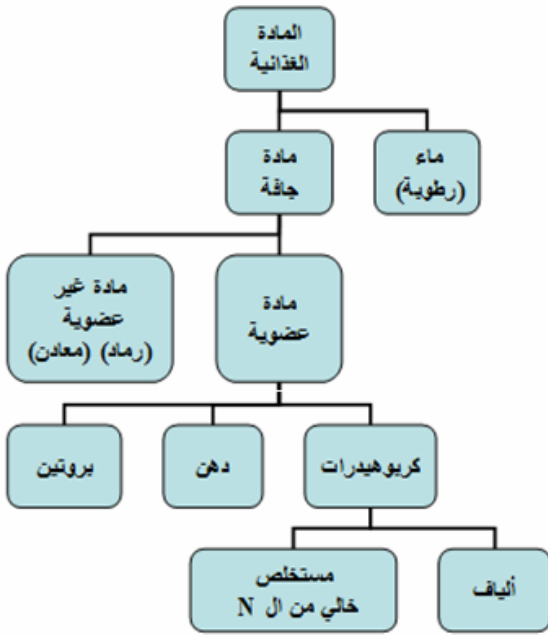 المادة
الغذائية
مادة
جافة
ماء
(رطوبة)
مادة غير
عضوية
(رماد) (معادن)
مادة
عضوية
بروتين
دهن
كربوهيدرات
مستخلص
خالي من ال N
ألياف